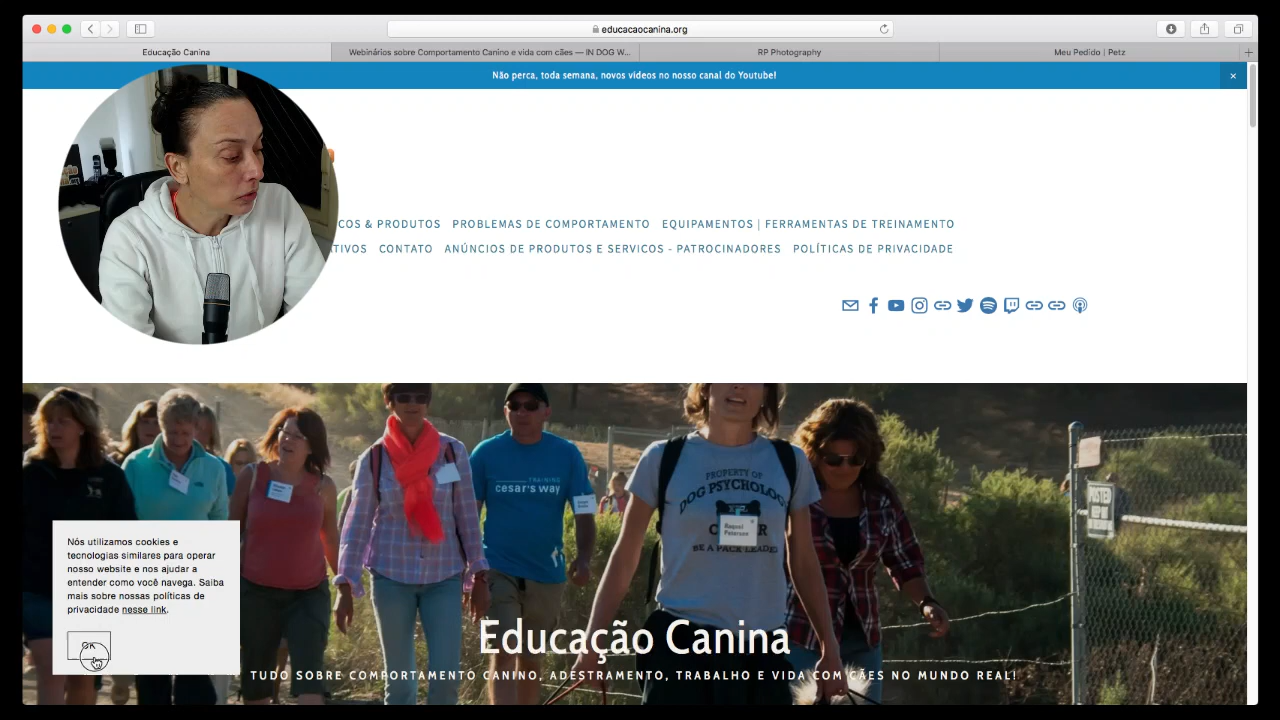 educacaocanina.org
Educação Canina
Webinários sobre Comportamento Canino e vida com cães — IN DOG W...
RP Photography
Meu Pedido | Petz
Não perca, toda semana, novos vídeos no nosso canal do Youtube!
COS & PRODUTOS PROBLEMAS DE COMPORTAMENTO EQUIPAMENTOS | FERRAMENTAS DE TREINAMENTO
ATIVOS CONTATO ANÚNCIOS DE PRODUTOS E SERVICOS - PATROCINADORES POLÍTICAS DE PRIVACIDADE
TRAINING
cesar's way
PROPERTY OF
DOG PSYCHOLOGY
BE A PACK LEADER
Raquel
Peterson
POSTED
Nós utilizamos cookies e
tecnologias similares para operar
nosso website e nos ajudar a
entender como você navega. Saiba
mais sobre nossas políticas de
privacidade nesse link.
OK
Educação Canina
TUDO SOBRE COMPORTAMENTO CANINO, ADESTRAMENTO, TRABALHO E VIDA COM CÃES NO MUNDO REAL!